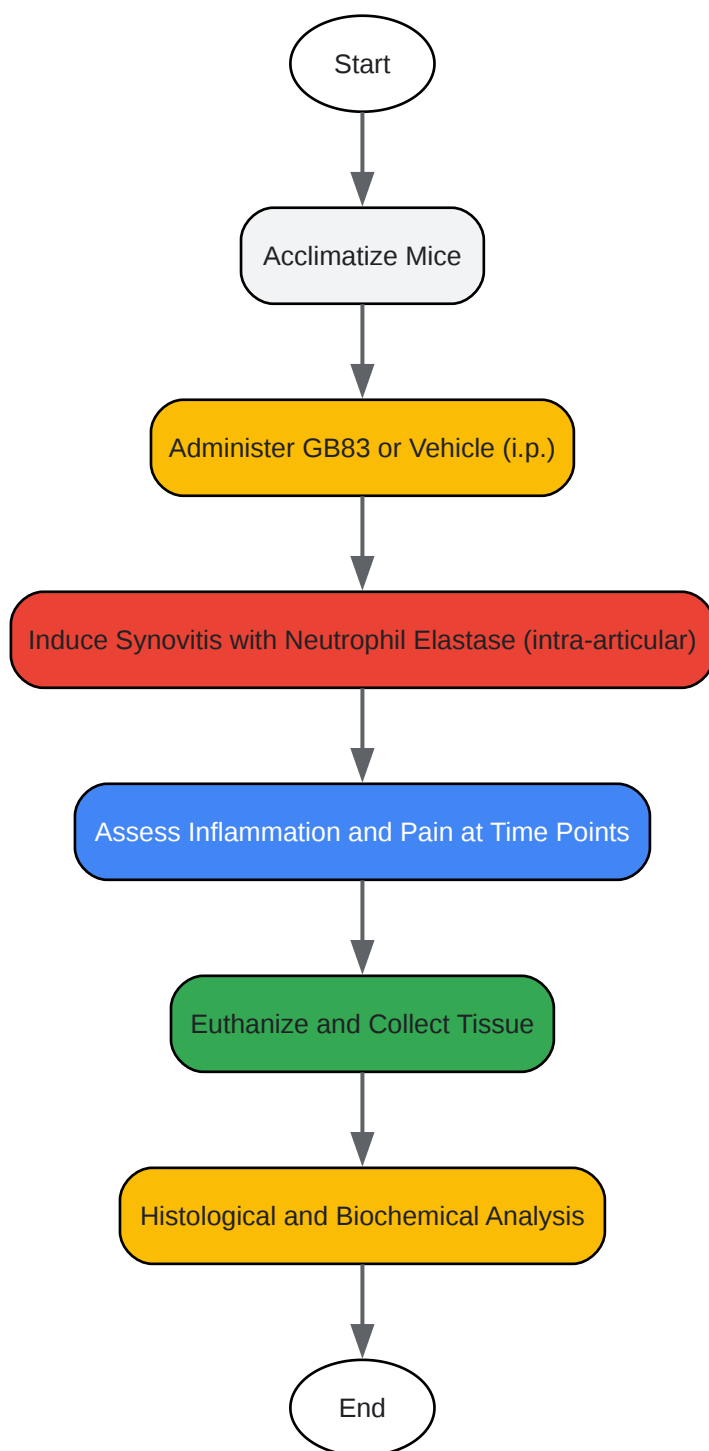 Start
Acclimatize Mice
Administer GB83 or Vehicle (i.p.)
Induce Synovitis with Neutrophil Elastase (intra-articular)
Assess Inflammation and Pain at Time Points
Euthanize and Collect Tissue
Histological and Biochemical Analysis
End